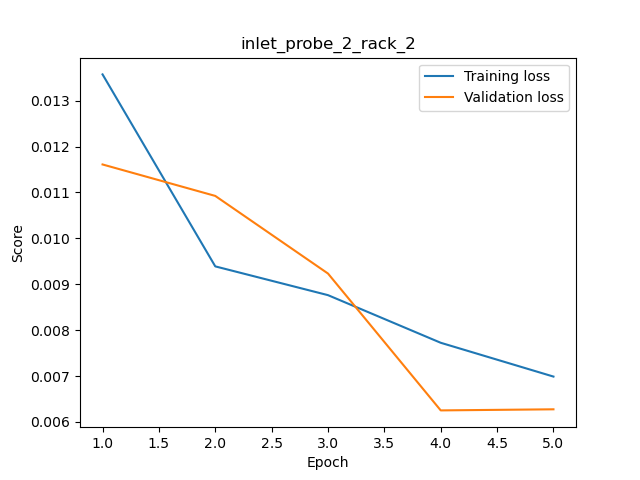 inlet_probe_2_rack_2
Training loss
Validation loss
0.013
0.012
0.011
0.010
0.009
0.008
0.007
0.006
Score
1.0 1.5 2.0 2.5 3.0 3.5 4.0 4.5 5.0
Epoch